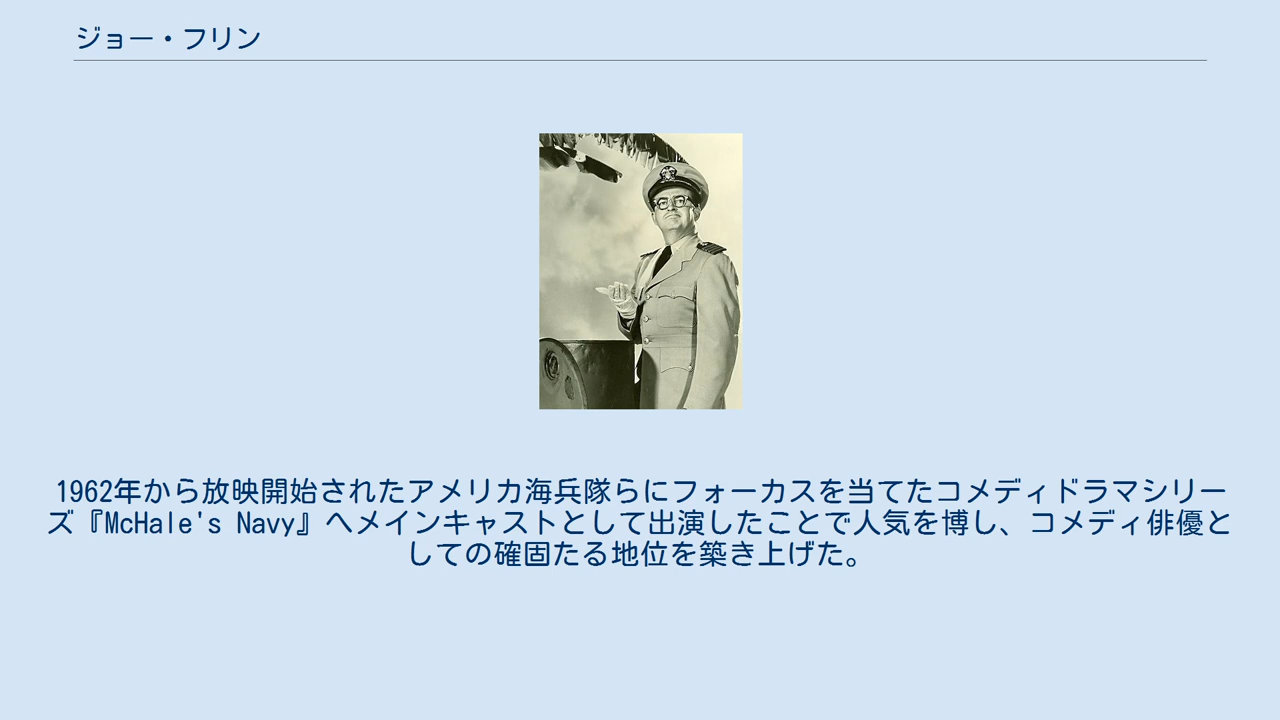 ジョー・フリン
1962年から放映開始されたアメリカ海兵隊らにフォーカスを当てたコメディドラマシリー
ズ『McHale's Navy』へメインキャストとして出演したことで人気を博し、コメディ俳優と
しての確固たる地位を築き上げた。